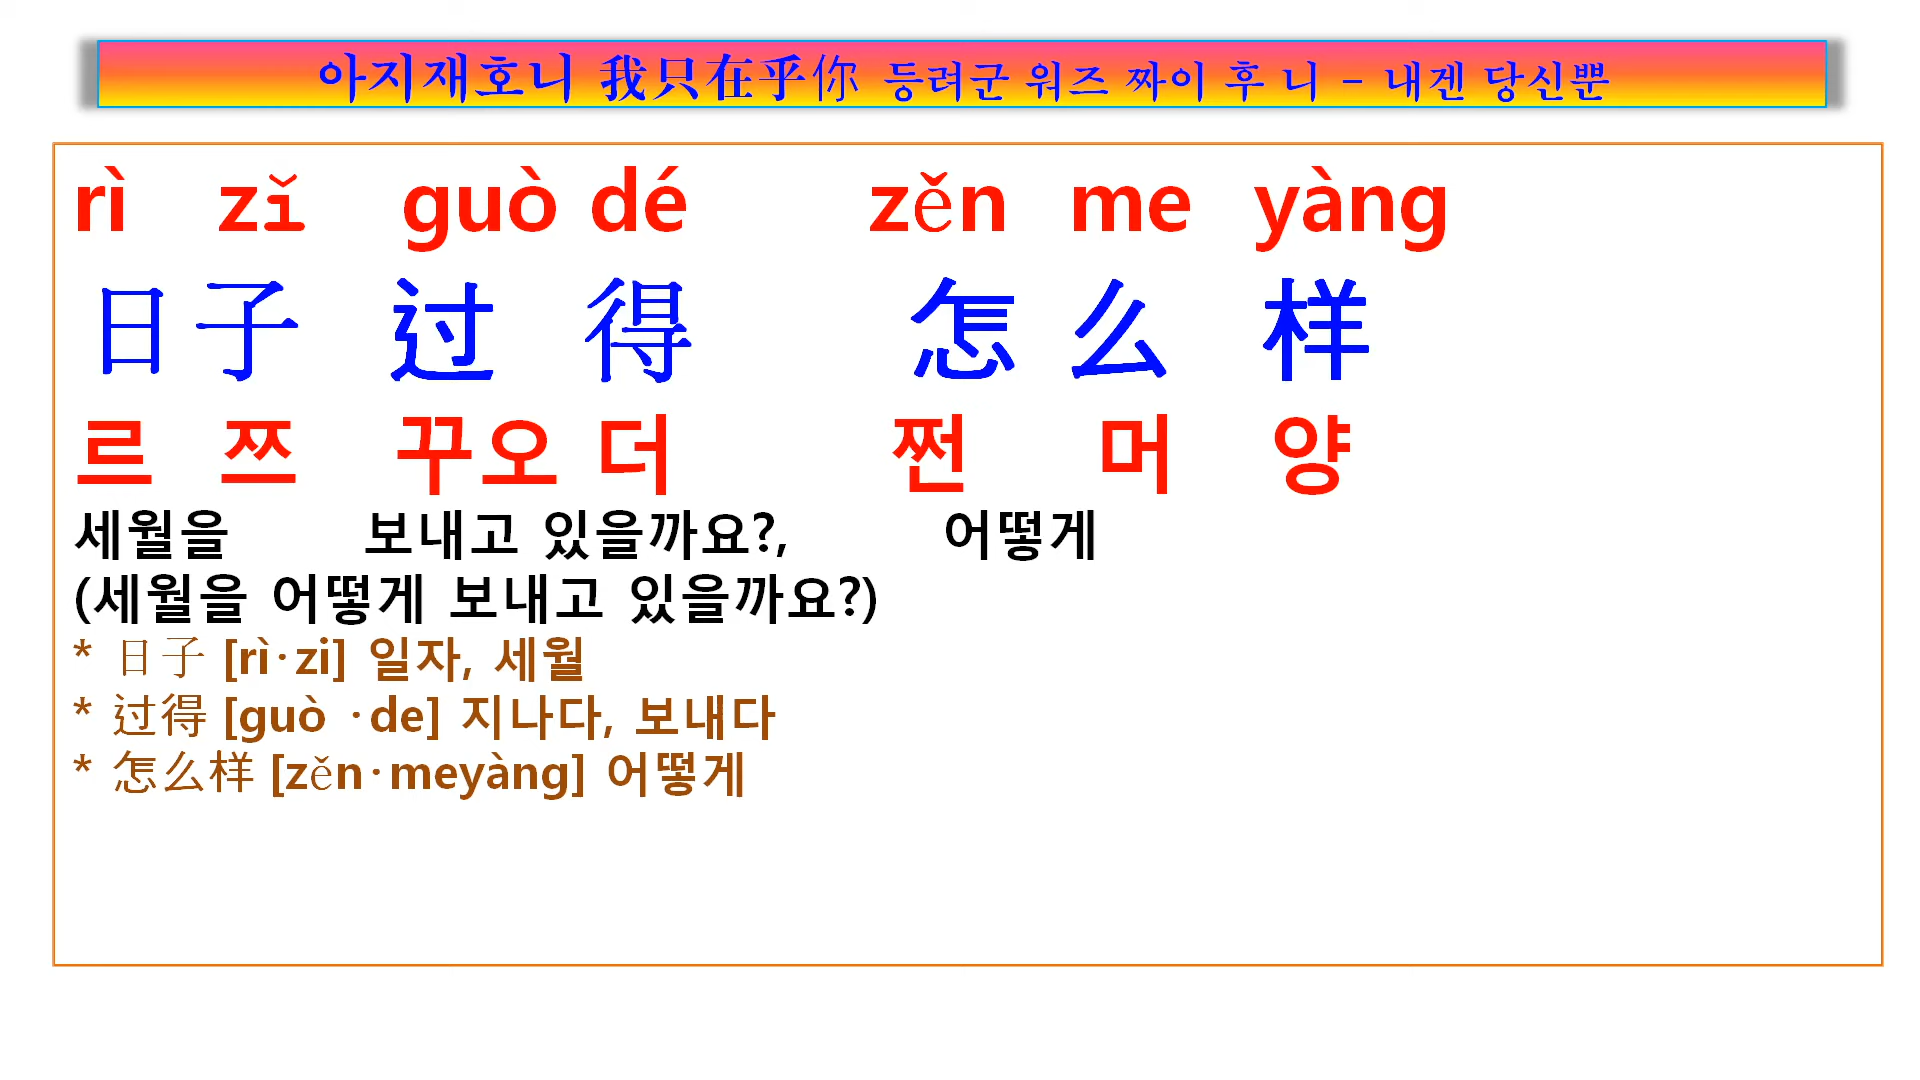 아지재호니 我只在乎你 등려군 워즈 짜이 후 니 - 내겐 당신뿐
rì zǐ guò dé zěn me yàng
日子 过 得 怎 么 样
르 쯔 꾸오 더 쩐 머 양
세월을 보내고 있을까요?, 어떻게
(세월을 어떻게 보내고 있을까요?)
* 日子 [rì·zi] 일자, 세월
* 过得 [guò ·de] 지나다, 보내다
* 怎么样 [zěn·meyàng] 어떻게